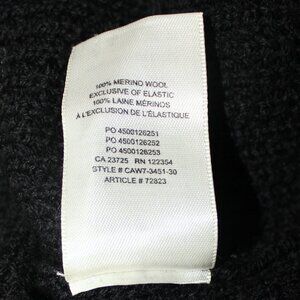 100% MERINO WOOL
EXCLUSIVE OF ELASTIC
100% LAINE MÉRINOS
À L'EXCLUSION DE L'ÉLASTIQUE
PO 4500126251
PO 4500126252
PO 4500126253
CA 23725 RN 122354
STYLE # CAW7-3451-30
ARTICLE # 72823